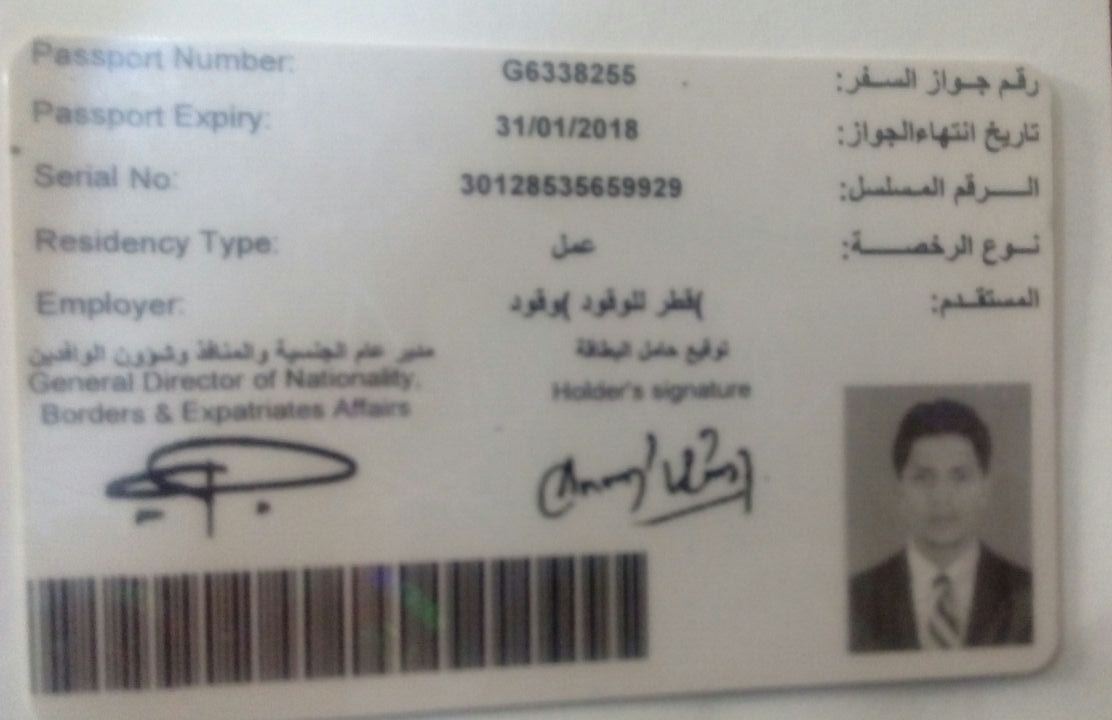 Passport Number: G6338255 رقم جواز السفر:
Passport Expiry: 31/01/2018 تاريخ انتهاءالجواز:
Serial No: 30128535659929 الرقم المسلسل:
Residency Type: عمل نوع الرخصة:
Employer: )قطر للوقود )وقود المستقدم:
مدير عام الجنسية والمنافذ وشؤون الوافدين
General Director of Nationality,
Borders & Expatriates Affairs
توقيع حامل البطاقة
Holder's signature